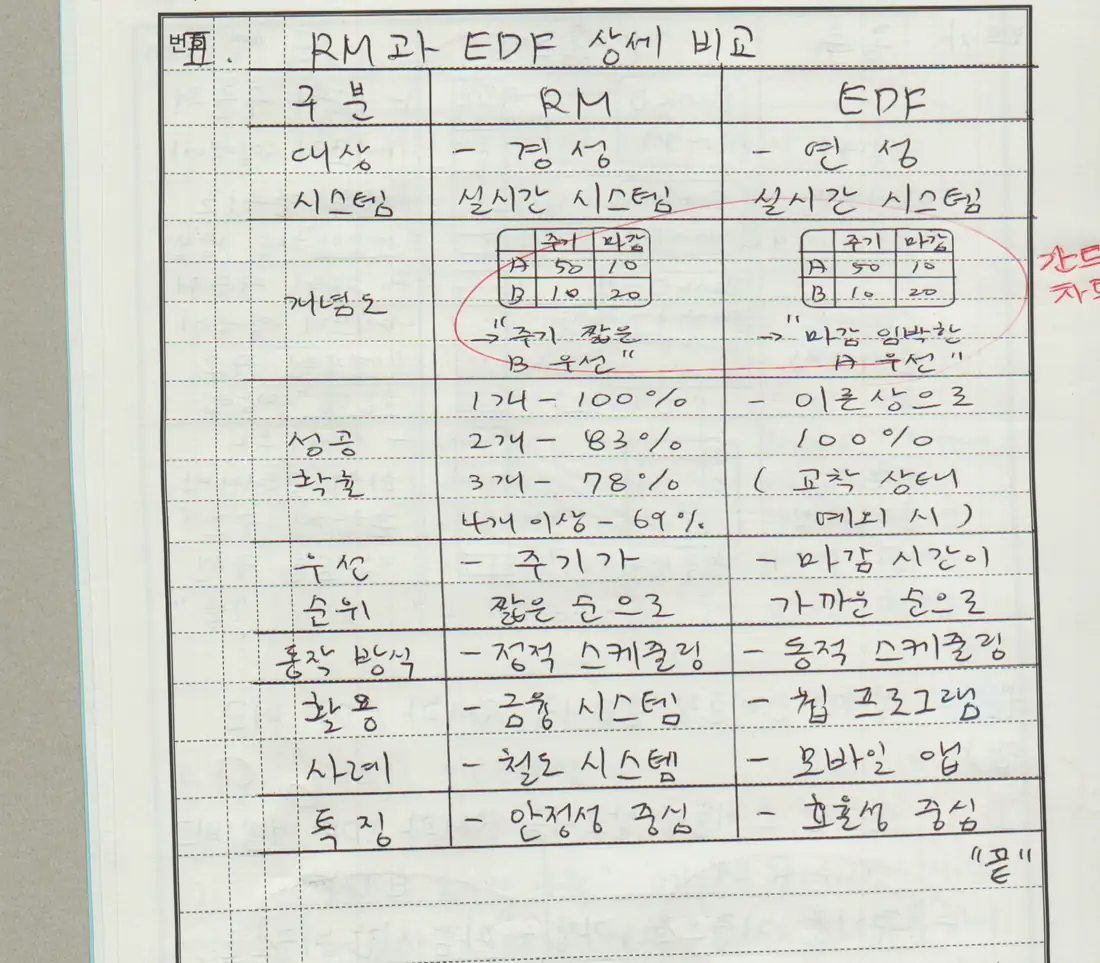 번호
II. RM과 EDF 상세 비교
구분 RM EDF
대상 - 경성 - 연성
시스템 실시간 시스템 실시간 시스템
주기 마감 주기 마감
A 50 10 A 50 10
B 10 20 B 10 20
개념도
→ "주기 짧은 → "마감 임박한
B 우선" A 우선"
간트
차트
1개 - 100% - 이론상으로
성공 2개 - 83% 100%
확률 3개 - 78% (교착 상태
4개 이상 - 69% 예외 시)
우선 - 주기가 - 마감 시간이
순위 짧은 순으로 가까운 순으로
동작 방식 - 정적 스케줄링 - 동적 스케줄링
활용 - 금융 시스템 - 웹 프로그램
사례 - 철도 시스템 - 모바일 앱
특징 - 안정성 중심 - 효율성 중심
"끝"